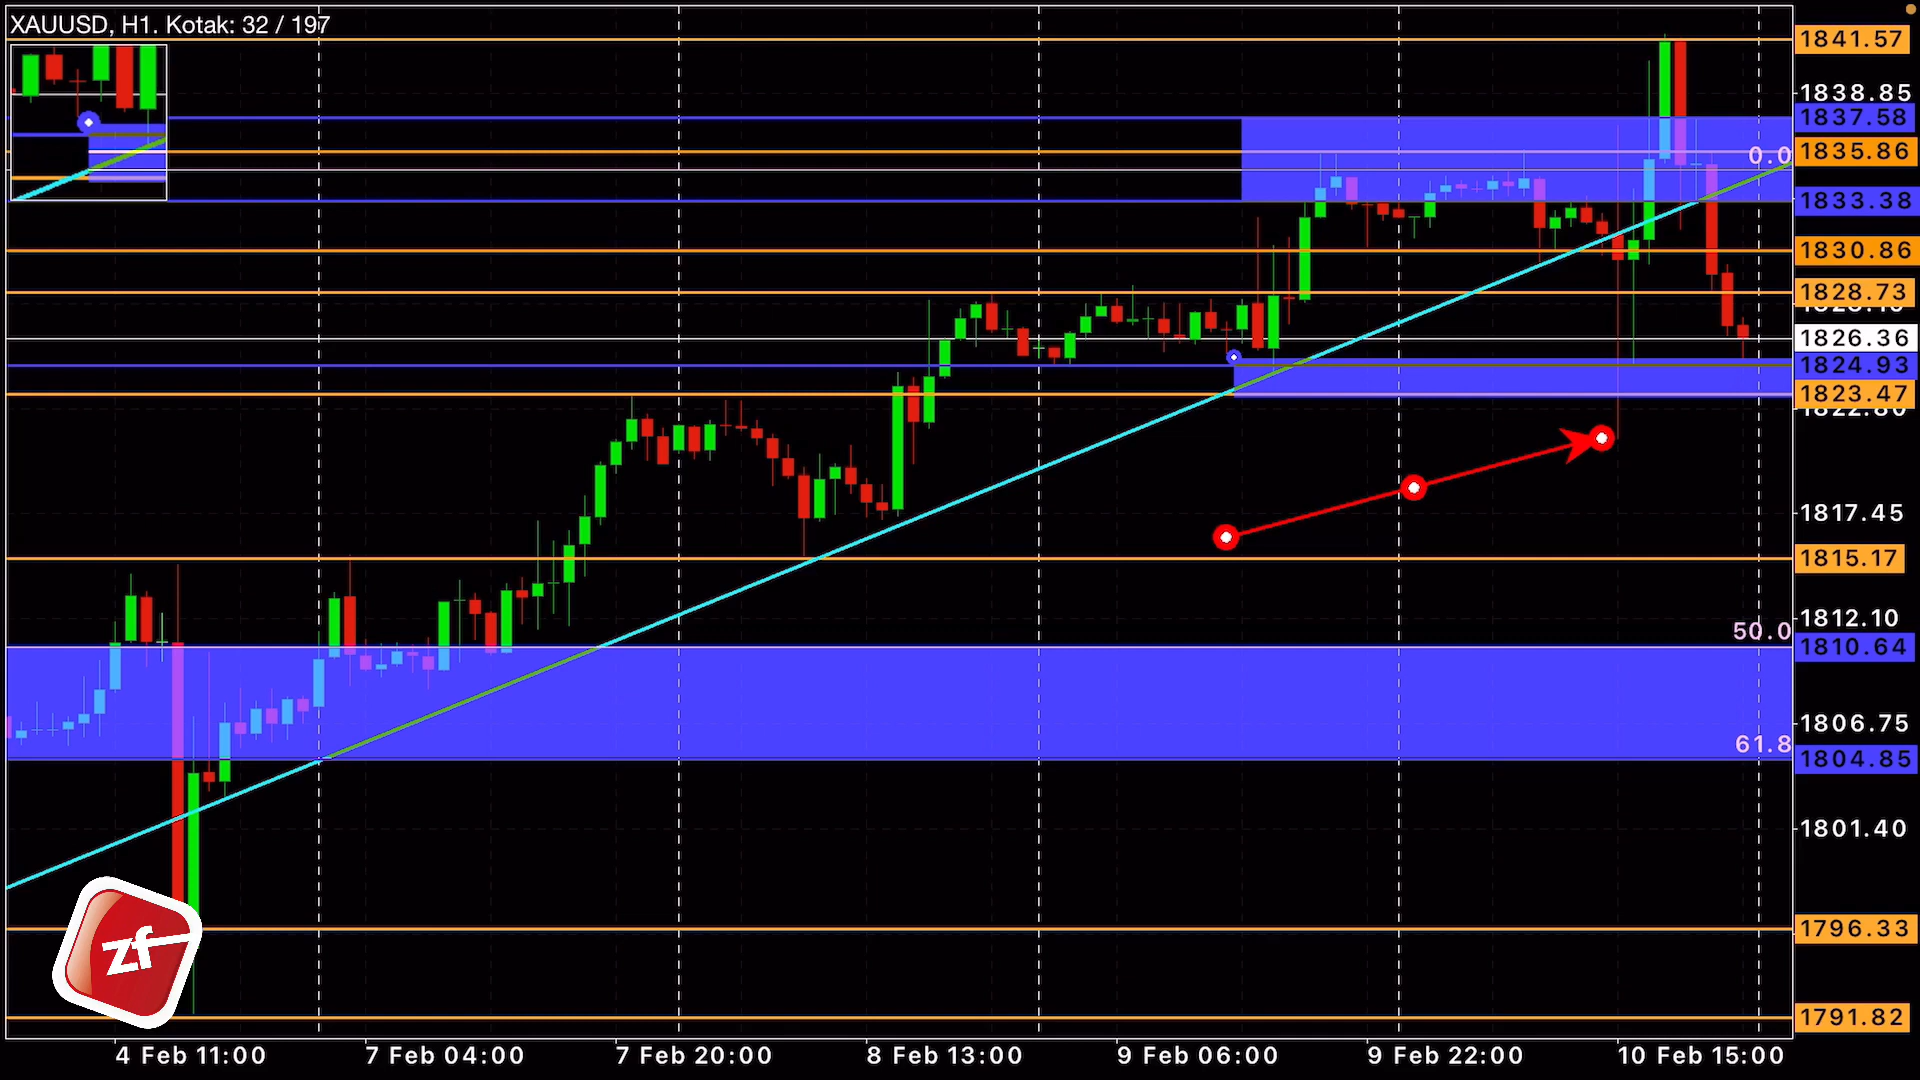 XAUUSD, H1. Kotak: 32 / 197
1841.57
1838.85
1837.58
0.0
1835.86
1833.38
1830.86
1828.73
1826.36
1824.93
1823.47
1822.80
1817.45
1815.17
1812.10
50.0
1810.64
1806.75
61.8
1804.85
1801.40
zf
1796.33
1791.82
4 Feb 11:00
7 Feb 04:00
7 Feb 20:00
8 Feb 13:00
9 Feb 06:00
9 Feb 22:00
10 Feb 15:00